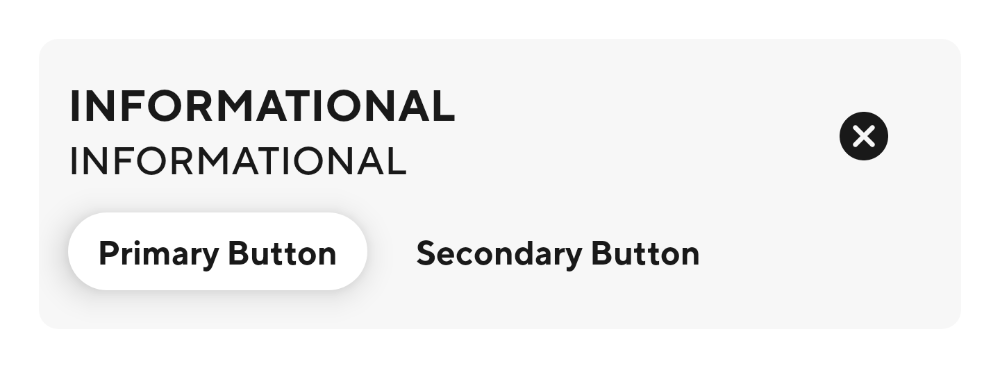 INFORMATIONAL
INFORMATIONAL
Primary Button Secondary Button